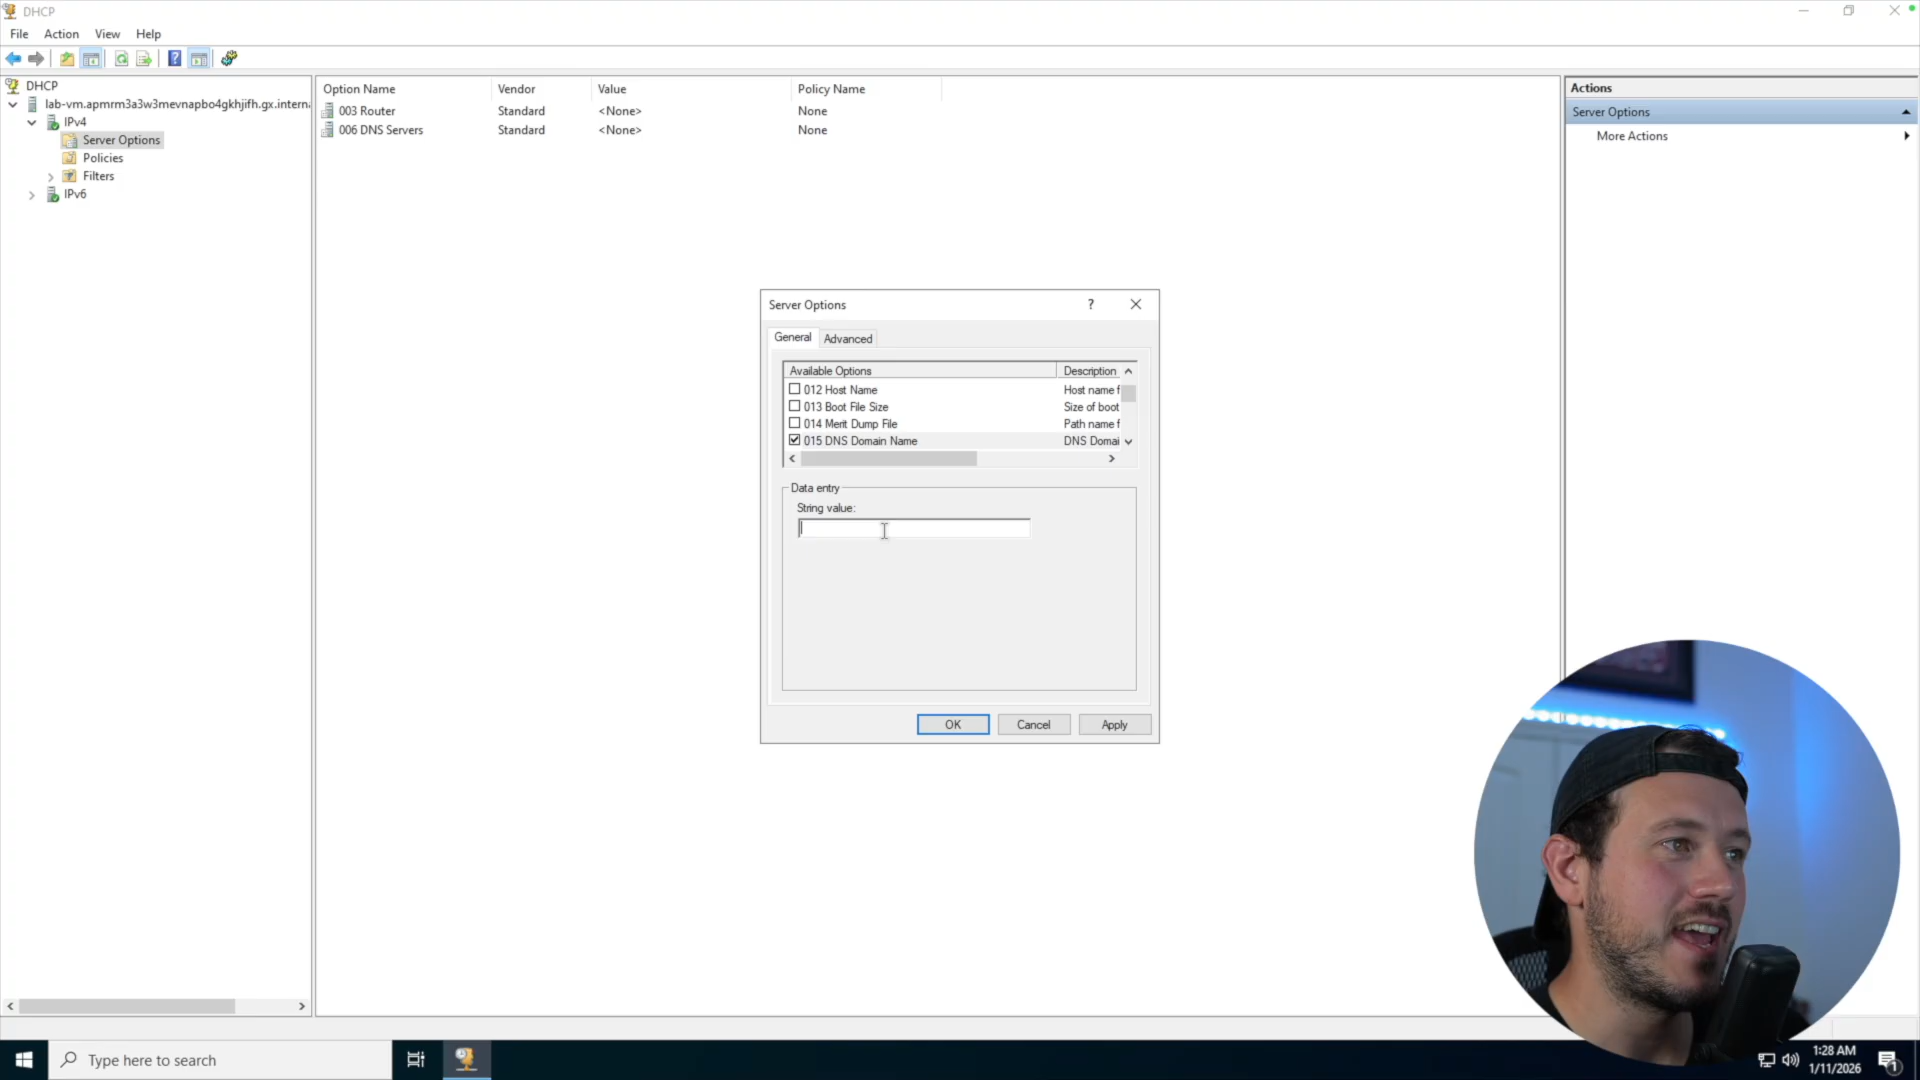 DHCP
File Action View Help
DHCP
lab-vm.apmrm3a3w3mevnapbo4gkhjifh.gx.intern
IPv4
Server Options
Policies
Filters
IPv6
Option Name Vendor Value Policy Name
003 Router Standard <None> None
006 DNS Servers Standard <None> None
Actions
Server Options
More Actions
Server Options ?
General Advanced
Available Options Description
012 Host Name Host name f
013 Boot File Size Size of boot
014 Merit Dump File Path name f
015 DNS Domain Name DNS Domai
Data entry
String value:
OK Cancel Apply
Type here to search
1:28 AM
1/11/2026
1